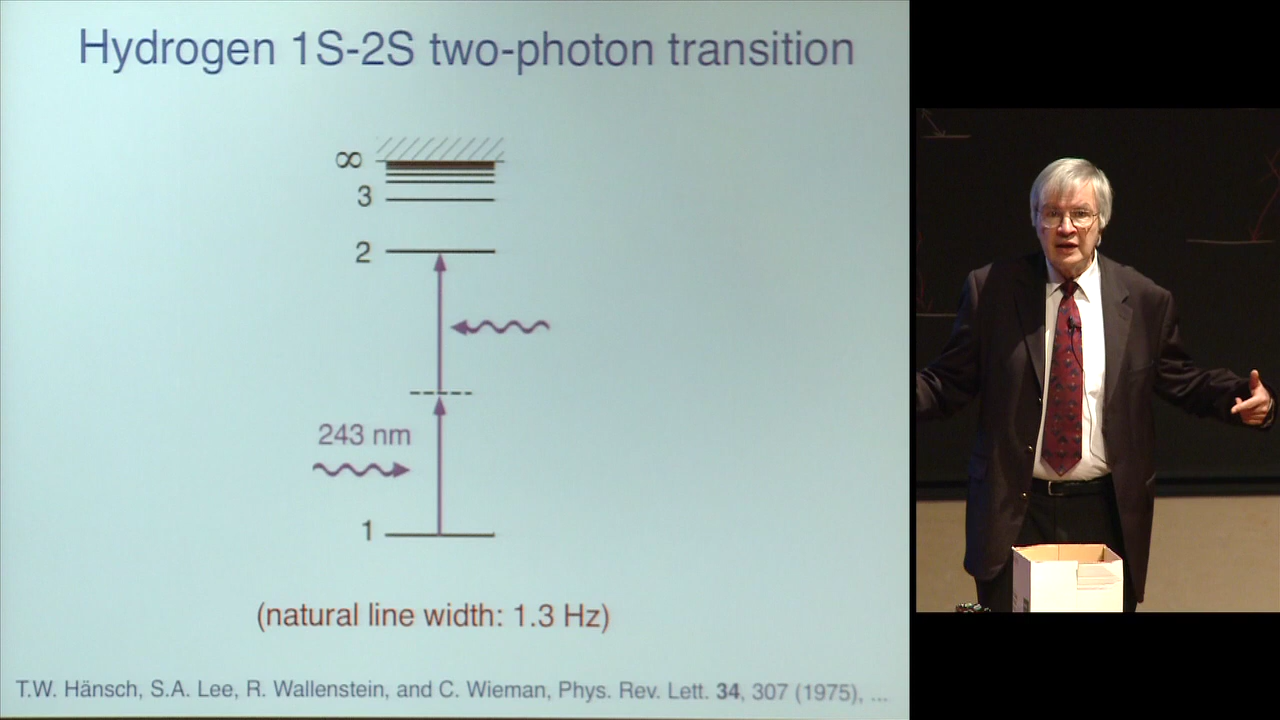 Hydrogen 1S-2S two-photon transition
∞
3
2
243 nm
1
(natural line width: 1.3 Hz)
T.W. Hänsch, S.A. Lee, R. Wallenstein, and C. Wieman, Phys. Rev. Lett. 34, 307 (1975), ...